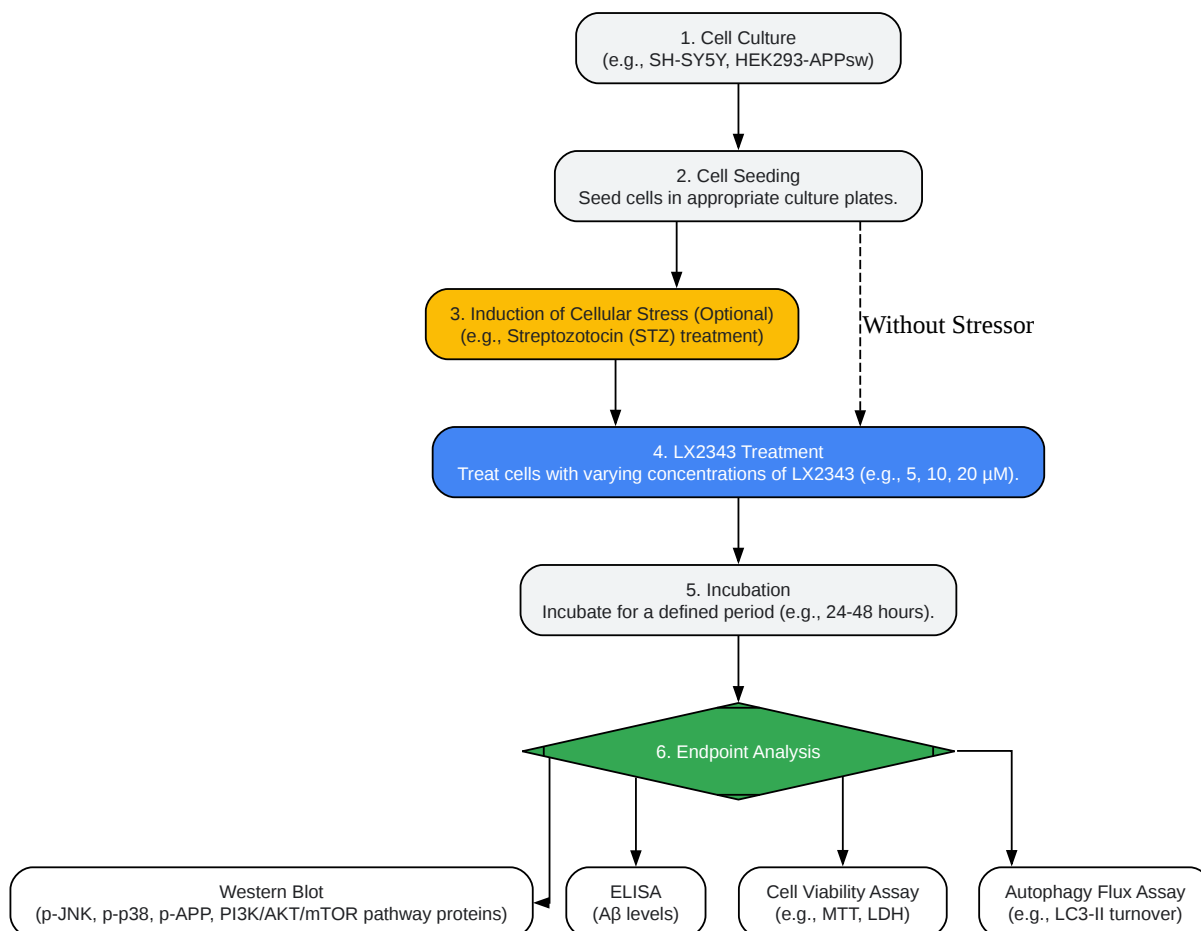 1. Cell Culture
(e.g., SH-SY5Y, HEK293-APPsw)
2. Cell Seeding
Seed cells in appropriate culture plates.
3. Induction of Cellular Stress (Optional)
(e.g., Streptozotocin (STZ) treatment)
Without Stressor
4. LX2343 Treatment
Treat cells with varying concentrations of LX2343 (e.g., 5, 10, 20 µM).
5. Incubation
Incubate for a defined period (e.g., 24-48 hours).
6. Endpoint Analysis
Western Blot
(p-JNK, p-p38, p-APP, PI3K/AKT/mTOR pathway proteins)
ELISA
(Aβ levels)
Cell Viability Assay
(e.g., MTT, LDH)
Autophagy Flux Assay
(e.g., LC3-II turnover)